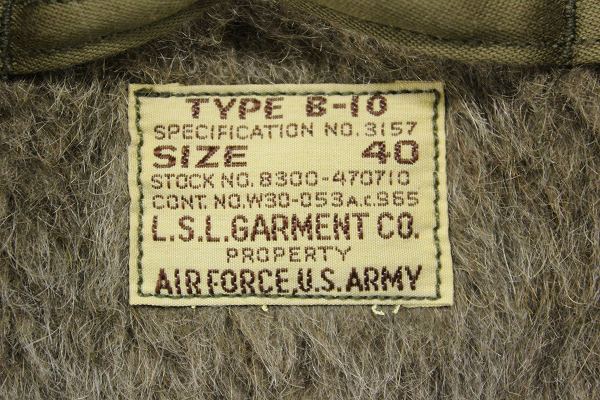 TYPE B-10
SPECIFICATION NO. 3157
SIZE 40
STOCK NO. 8300-470710
CONT. NO. W30-053 A.C. 965
L.S.L. GARMENT CO.
PROPERTY
AIR FORCE, U.S. ARMY